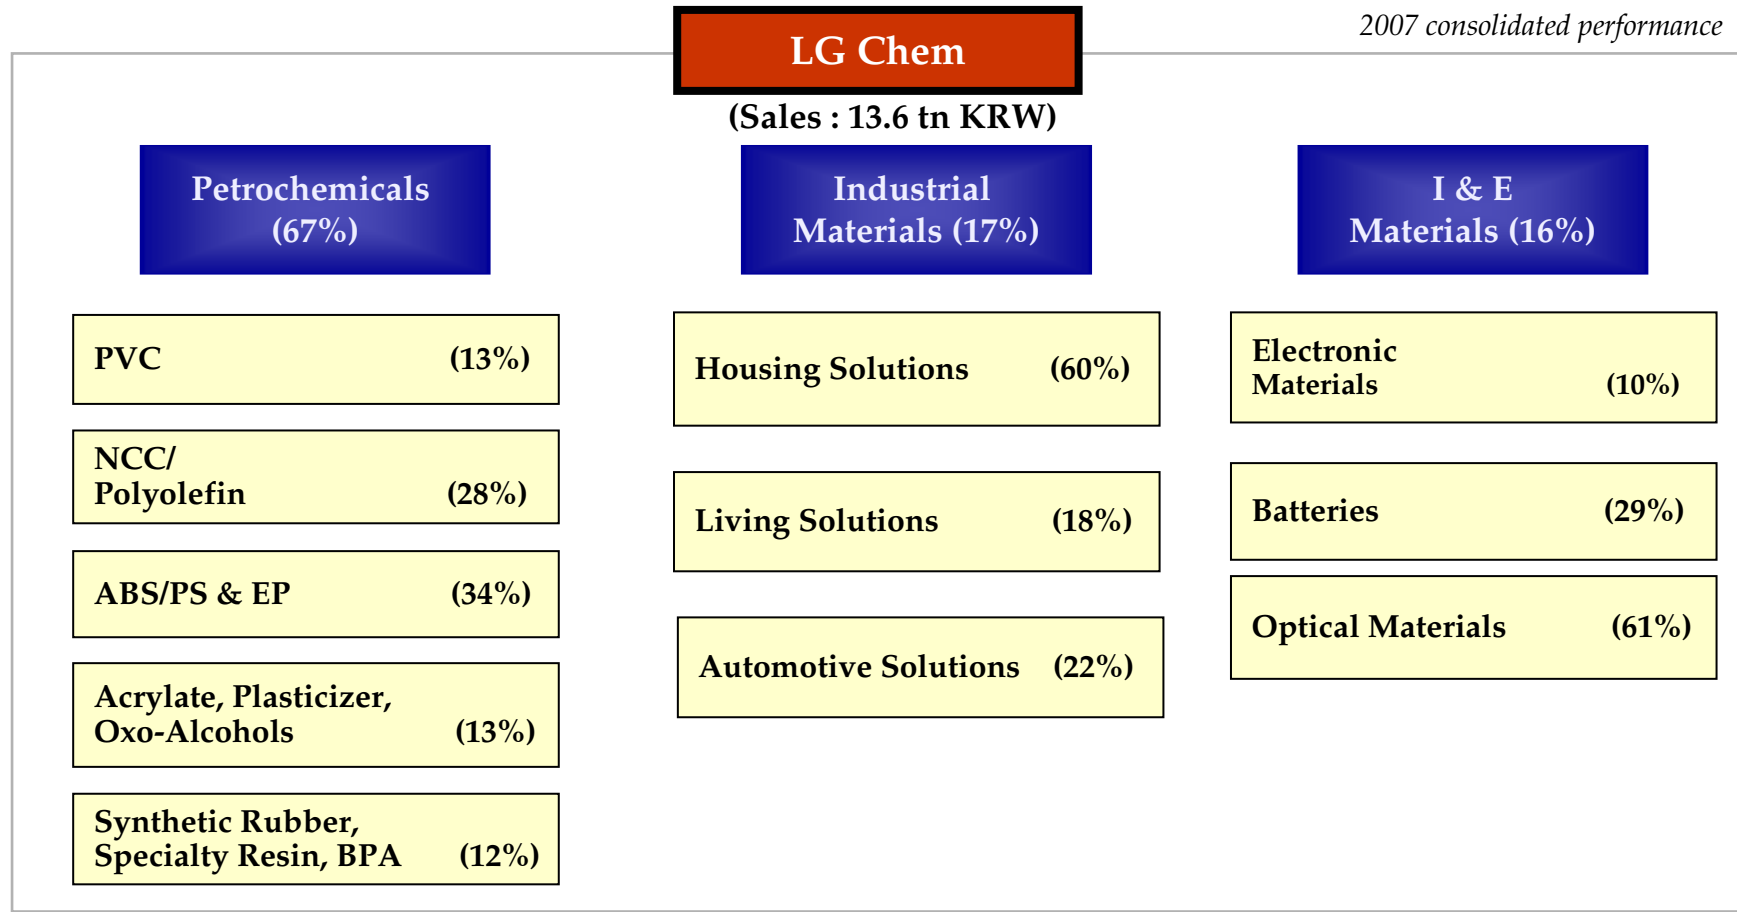 2007 consolidated performance
LG Chem
(Sales : 13.6 tn KRW)
Petrochemicals
(67%)
PVC (13%)
NCC/
Polyolefin (28%)
ABS/PS & EP (34%)
Acrylate, Plasticizer,
Oxo-Alcohols (13%)
Synthetic Rubber,
Specialty Resin, BPA (12%)
Industrial
Materials (17%)
Housing Solutions (60%)
Living Solutions (18%)
Automotive Solutions (22%)
I & E
Materials (16%)
Electronic
Materials (10%)
Batteries (29%)
Optical Materials (61%)